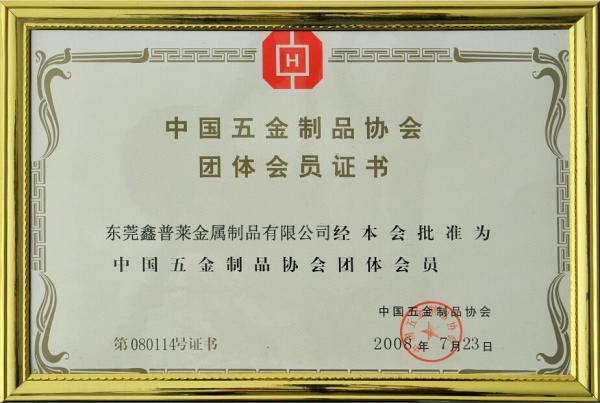 中国五金制品协会
团体会员证书
东莞鑫普莱金属制品有限公司经本会批准为
中国五金制品协会团体会员
中国五金制品协会
第080114号证书
2008年7月23日